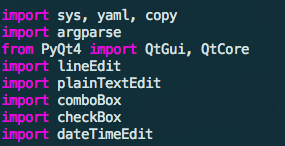 import sys, yaml, copy
import argparse
from PyQt4 import QtGui, QtCore
import lineEdit
import plainTextEdit
import comboBox
import checkBox
import dateTimeEdit